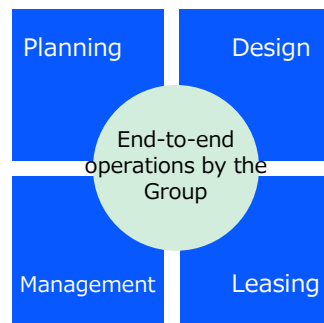 Planning
Design
End-to-end
operations by the
Group
Management
Leasing